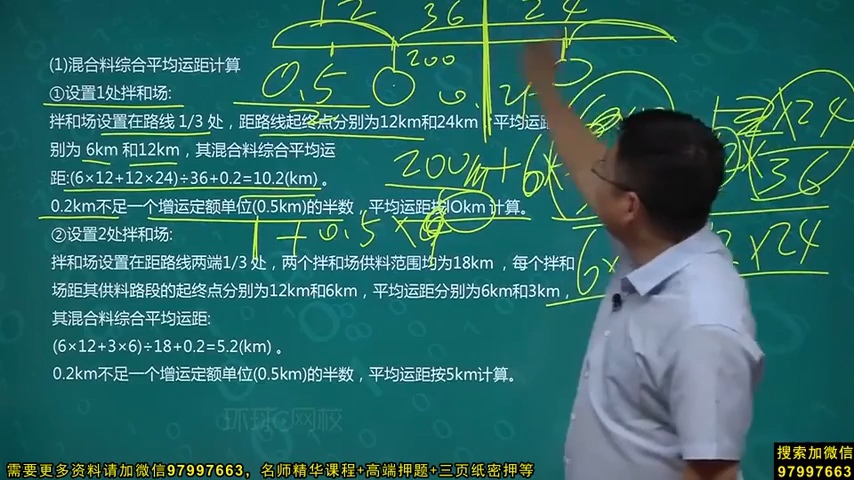 12 36 24
(1)混合料综合平均运距计算
200
①设置1处拌和场:
0.5
拌和场设置在路线 1/3 处，距路线起终点分别为12km和24km
平均运距
别为 6km 和12km，其混合料综合平均运
200m+6×
36
距:(6×12+12×24)÷36+0.2=10.2(km) 。
0.2km不足一个增运定额单位(0.5km)的半数，平均运距按10km 计算。
1+0.5×
②设置2处拌和场:
拌和场设置在距路线两端1/3 处，两个拌和场供料范围均为18km ，每个拌和
场距其供料路段的起终点分别为12km和6km，平均运距分别为6km和3km，
其混合料综合平均运距:
(6×12+3×6)÷18+0.2=5.2(km) 。
0.2km不足一个增运定额单位(0.5km)的半数，平均运距按5km计算。
环球网校
需要更多资料请加微信97997663，名师精华课程+高端押题+三页纸密押等
搜索加微信
97997663